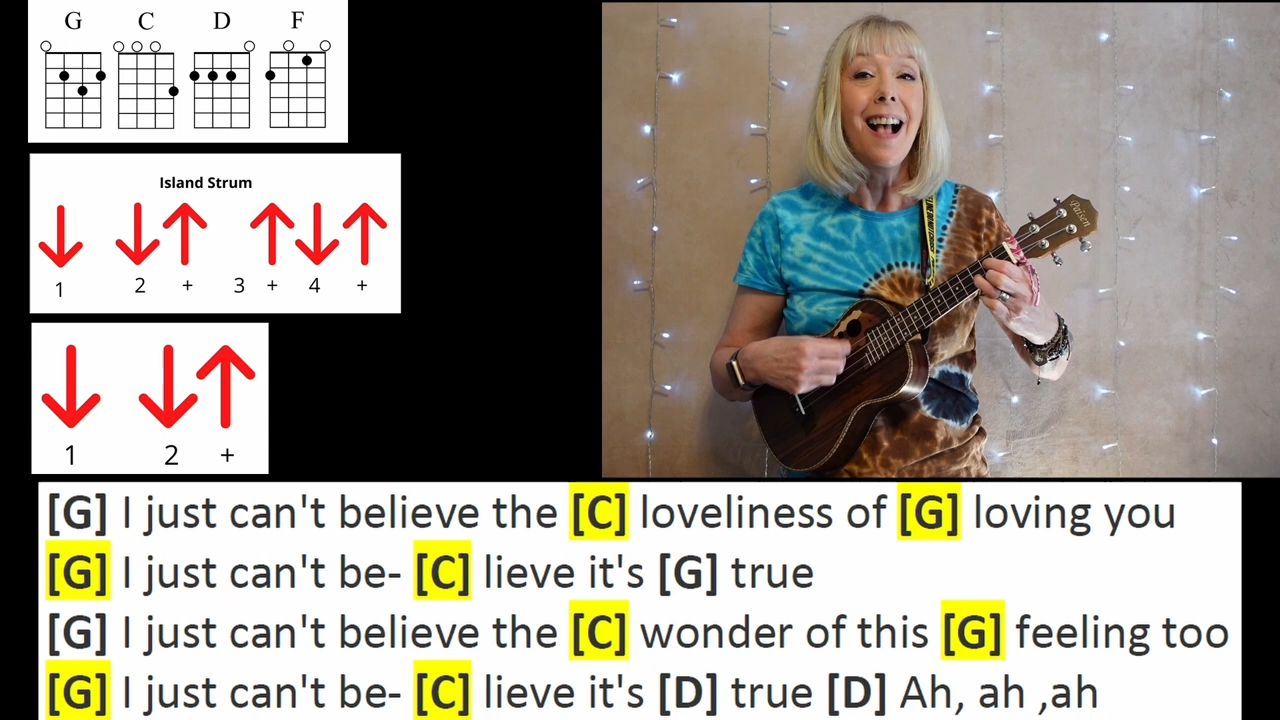 G C D F
Island Strum
1 2 + 3 + 4 +
1 2 +
Paisen
[G] I just can't believe the [C] loveliness of [G] loving you
[G] I just can't be- [C] lieve it's [G] true
[G] I just can't believe the [C] wonder of this [G] feeling too
[G] I just can't be- [C] lieve it's [D] true [D] Ah, ah ,ah